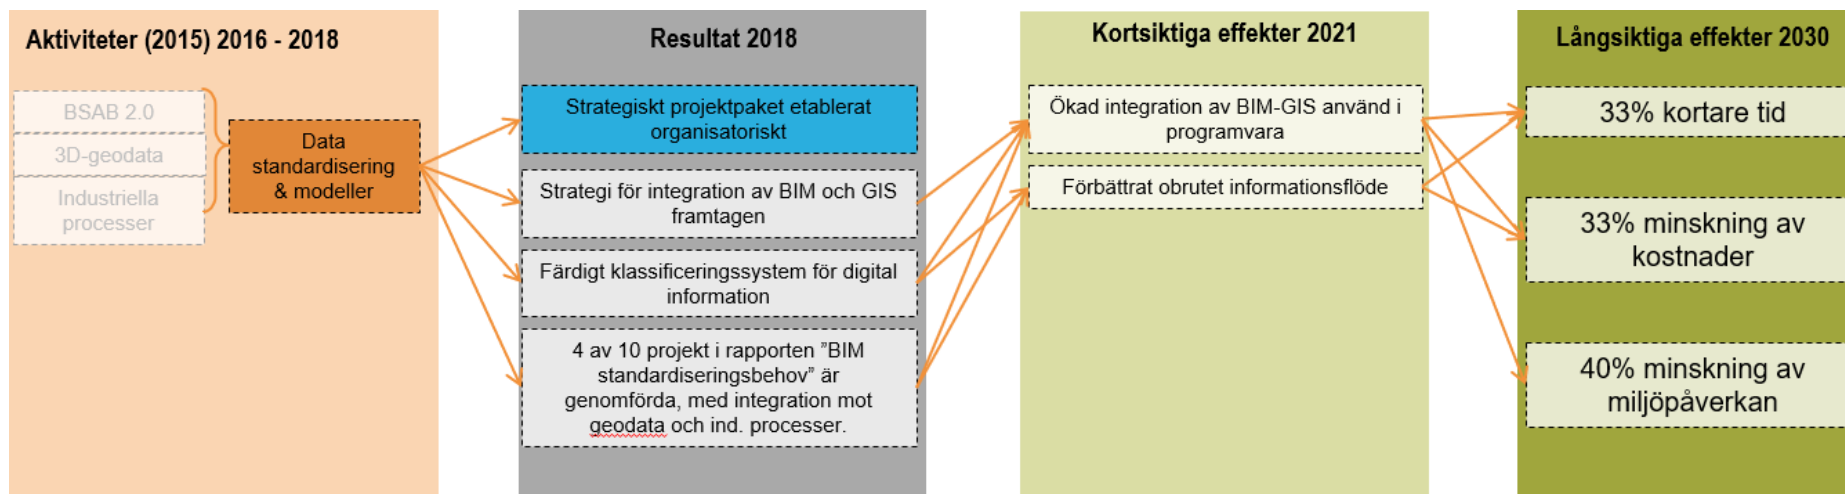 Aktiviteter (2015) 2016 - 2018
BSAB 2.0
3D-geodata
Industriella
processer
Data
standardisering
& modeller
Resultat 2018
Strategiskt projektpaket etablerat
organisatoriskt
Strategi för integration av BIM och GIS
framtagen
Färdigt klassificeringssystem för digital
information
4 av 10 projekt i rapporten ”BIM
standardiseringsbehov” är
genomförda, med integration mot
geodata och ind. processer.
Kortsiktiga effekter 2021
Ökad integration av BIM-GIS använd i
programvara
Förbättrat obrutet informationsflöde
Långsiktiga effekter 2030
33% kortare tid
33% minskning av
kostnader
40% minskning av
miljöpåverkan